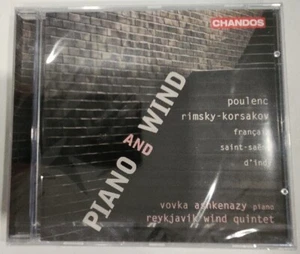 CHANDOS
poulenc
rimsky-korsakov
françaix
saint-saëns
d'indy
PIANO AND WIND
vovka ashkenazy piano
reykjavik wind quintet